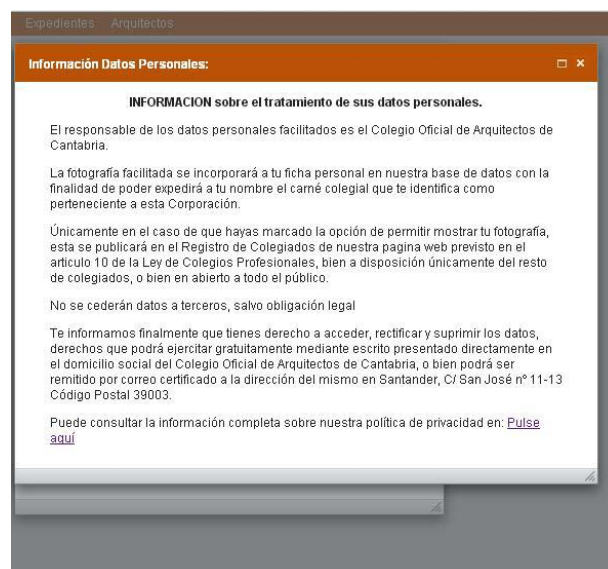 Expedientes Arquitectos
Información Datos Personales:
INFORMACION sobre el tratamiento de sus datos personales.
El responsable de los datos personales facilitados es el Colegio Oficial de Arquitectos de
Cantabria.
La fotografía facilitada se incorporará a tu ficha personal en nuestra base de datos con la
finalidad de poder expedirá a tu nombre el carné colegial que te identifica como
perteneciente a esta Corporación.
Únicamente en el caso de que hayas marcado la opción de permitir mostrar tu fotografía,
esta se publicará en el Registro de Colegiados de nuestra pagina web previsto en el
articulo 10 de la Ley de Colegios Profesionales, bien a disposición únicamente del resto
de colegiados, o bien en abierto a todo el público.
No se cederán datos a terceros, salvo obligación legal
Te informamos finalmente que tienes derecho a acceder, rectificar y suprimir los datos,
derechos que podrá ejercitar gratuitamente mediante escrito presentado directamente en
el domicilio social del Colegio Oficial de Arquitectos de Cantabria, o bien podrá ser
remitido por correo certificado a la dirección del mismo en Santander, C/ San José nº 11-13
Código Postal 39003.
Puede consultar la información completa sobre nuestra política de privacidad en: Pulse
aquí